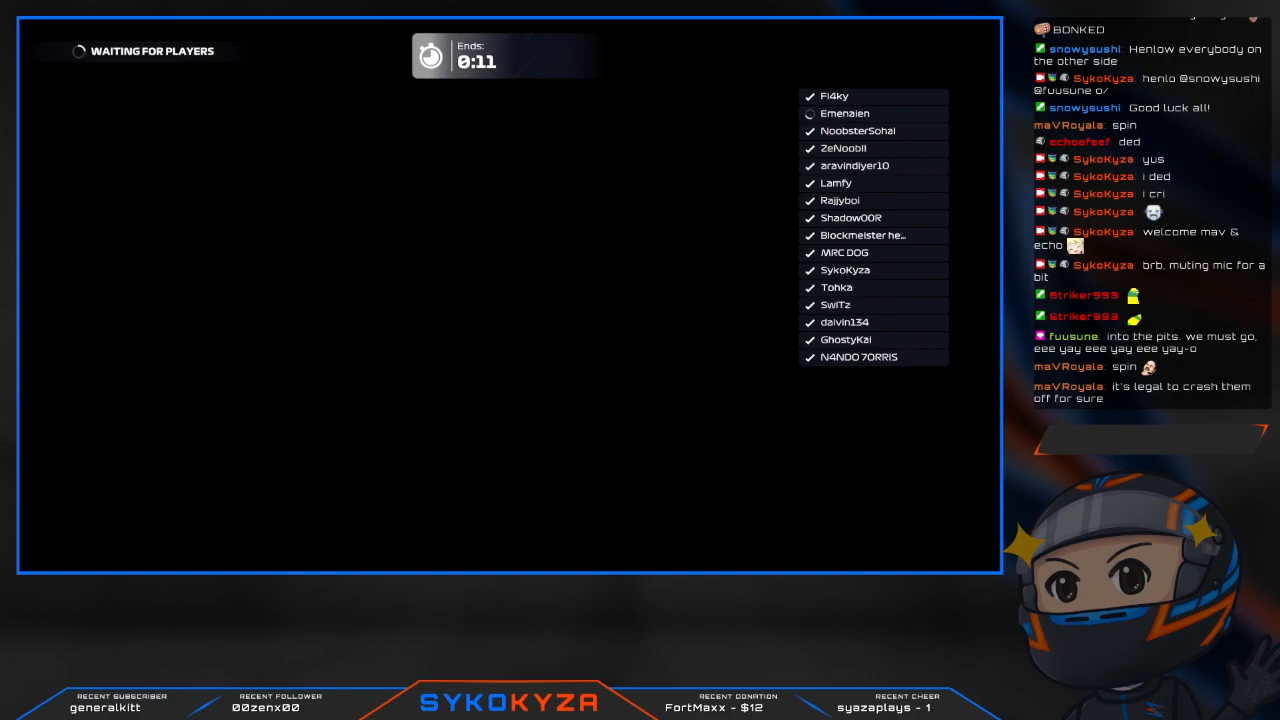 WAITING FOR PLAYERS
Ends:
0:11
Fl4ky
Emenalen
NoobsterSohai
ZeNoobII
aravindiyer10
Lamfy
Rajjyboi
Shadow00R
Blockmeister he...
MRC DOG
SykoKyza
Tohka
SwiTz
daivin134
GhostyKai
N4NDO 7ORRIS
BONKED
snowysushi: Henlow everybody on
the other side
SykoKyza: henlo @snowysushi
@fuusune o/
snowysushi: Good luck all!
maVRoyala: spin
echoafeef: ded
SykoKyza: yus
SykoKyza: i ded
SykoKyza: i cri
SykoKyza:
SykoKyza: welcome mav &
echo
SykoKyza: brb, muting mic for a
bit
Striker993
Striker993
fuusune: into the pits. we must go,
eee yay eee yay eee yay-o
maVRoyala: spin
maVRoyala: it's legal to crash them
off for sure
RECENT SUBSCRIBER
generalkitt
RECENT FOLLOWER
00zenx00
SYKOKYZA
RECENT DONATION
FortMaxx - $12
RECENT CHEER
syazaplays - 1